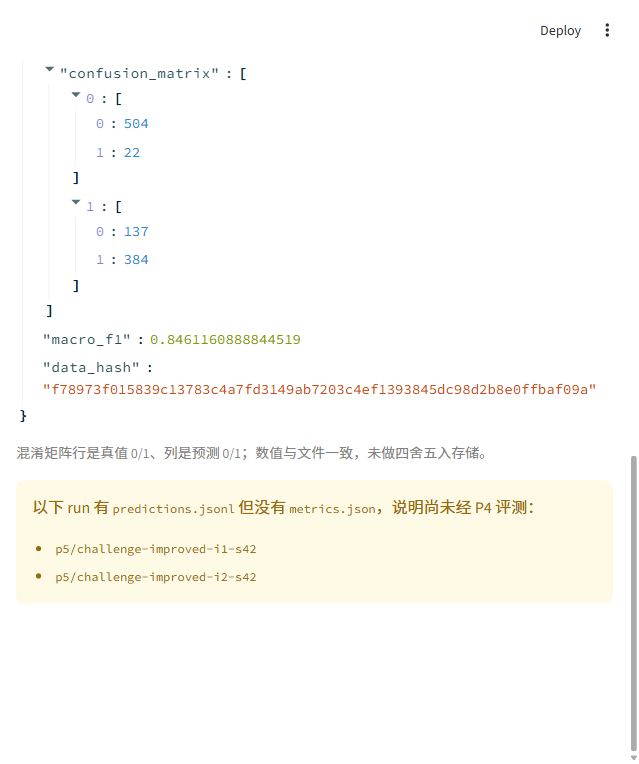 Deploy
"confusion_matrix" : [
0 : [
0 : 504
1 : 22
]
1 : [
0 : 137
1 : 384
]
]
"macro_f1" : 0.8461160888844519
"data_hash" :
"f78973f015839c13783c4a7fd3149ab7203c4ef1393845dc98d2b8e0ffbaf09a"
}
混淆矩阵行是真值 0/1、列是预测 0/1；数值与文件一致，未做四舍五入存储。
以下 run 有 predictions.jsonl 但没有 metrics.json，说明尚未经 P4 评测：
• p5/challenge-improved-i1-s42
• p5/challenge-improved-i2-s42